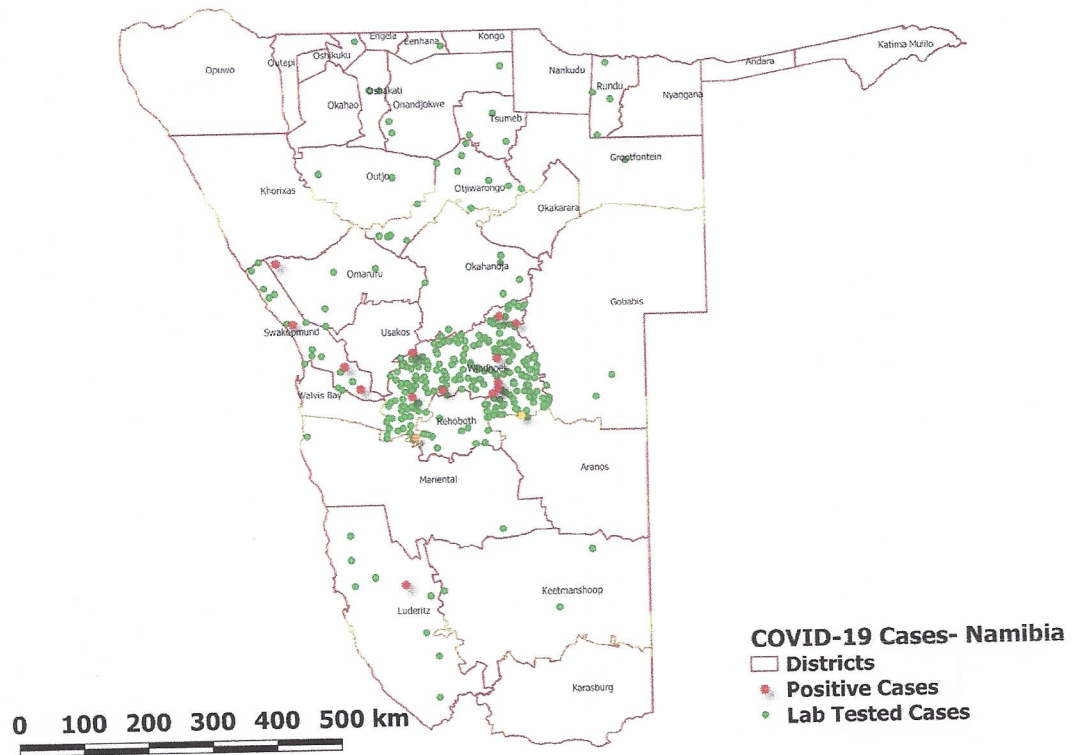 Engela
Kongo
Eenhana
Katima Mulilo
Oshikuku
Outapi
Andara
Opuwo
Nankudu
Rundu
Oshakati
Nyangana
Okahao
Onandjokwe
Tsumeb
Grootfontein
Outjo
Khorixas
Otjiwarongo
Okakarara
Omaruru
Okahandja
Gobabis
Swakopmund
Usakos
Windhoek
Walvis Bay
Rehoboth
Aranos
Mariental
Keetmanshoop
Luderitz
Karasburg
COVID-19 Cases- Namibia
Districts
Positive Cases
Lab Tested Cases
0 100 200 300 400 500 km